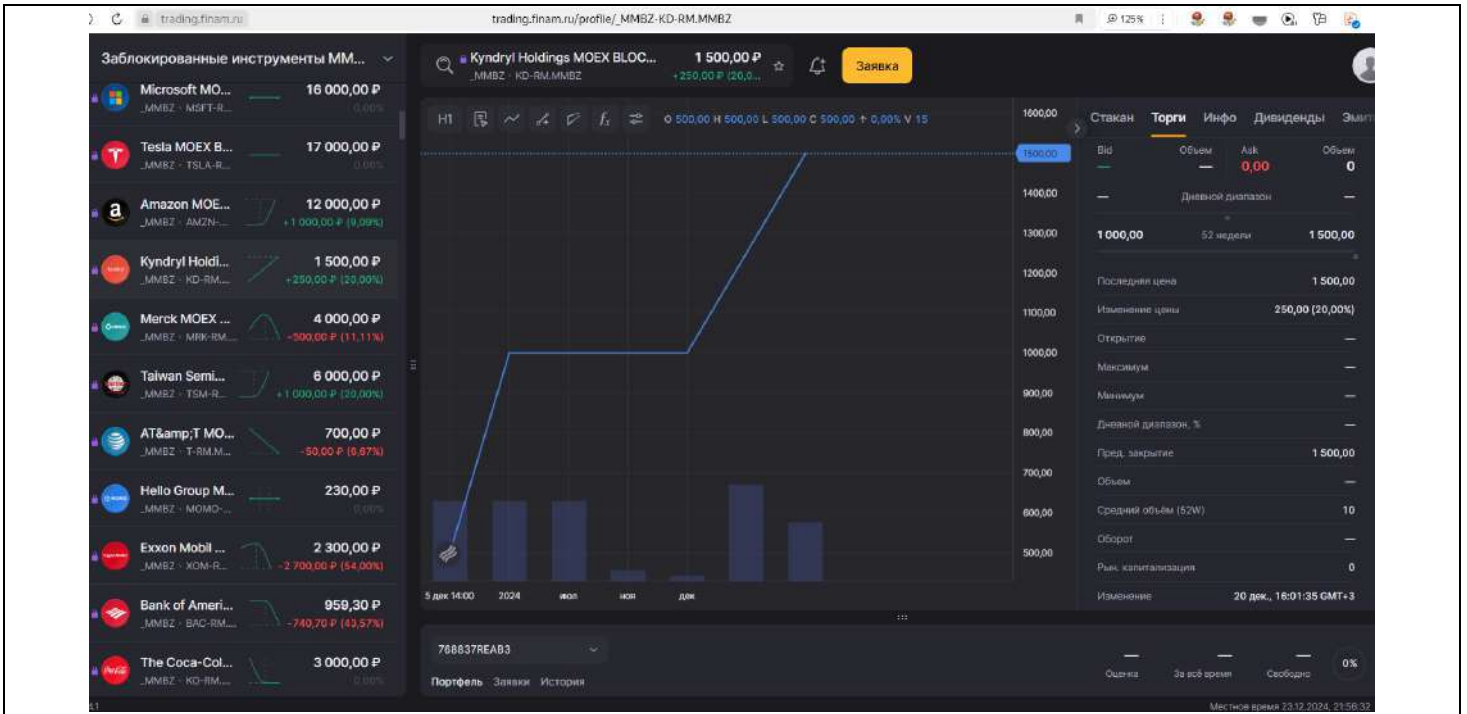 trading.finam.ru
trading.finam.ru/profile/_MMBZ-KD-RM.MMBZ
125%
Заблокированные инструменты MM...
Microsoft MO... 16 000,00 ₽
_MMBZ · MSFT-R... 0,00%
Tesla MOEX B... 17 000,00 ₽
_MMBZ · TSLA-R... 0,00%
Amazon MOE... 12 000,00 ₽
_MMBZ · AMZN-... +1 000,00 ₽ (9,09%)
Kyndryl Holdi... 1 500,00 ₽
_MMBZ · KD-RM.... +250,00 ₽ (20,00%)
Merck MOEX ... 4 000,00 ₽
_MMBZ · MRK-RM.... -500,00 ₽ (11,11%)
Taiwan Semi... 6 000,00 ₽
_MMBZ · TSM-R... +1 000,00 ₽ (20,00%)
AT&amp;T MO... 700,00 ₽
_MMBZ · T-RM.M... -50,00 ₽ (6,67%)
Hello Group M... 230,00 ₽
_MMBZ · MOMO-... 0,00%
Exxon Mobil ... 2 300,00 ₽
_MMBZ · XOM-R... -2 700,00 ₽ (54,00%)
Bank of Ameri... 959,30 ₽
_MMBZ · BAC-RM.... -740,70 ₽ (43,57%)
The Coca-Col... 3 000,00 ₽
_MMBZ · KO-RM.... 0,00%
Kyndryl Holdings MOEX BLOC... 1 500,00 ₽
_MMBZ · KD-RM.MMBZ +250,00 ₽ (20,0...
Заявка
H1 fx O 500,00 H 500,00 L 500,00 C 500,00 + 0,00% V 15
1600,00
1500,00
1400,00
1300,00
1200,00
1100,00
1000,00
900,00
800,00
700,00
600,00
500,00
5 дек 14:00 2024 июл ноя дек
Стакан Торги Инфо Дивиденды Эмит
Bid Объем Ask Объем
— — 0,00 0
— Дневной диапазон —
1 000,00 52 недели 1 500,00
Последняя цена 1 500,00
Изменение цены 250,00 (20,00%)
Открытие —
Максимум —
Минимум —
Дневной диапазон, % —
Пред. закрытие 1 500,00
Объем —
Средний объём (52W) 10
Оборот —
Рын. капитализация 0
Изменение 20 дек., 16:01:35 GMT+3
768837REAB3
Портфель Заявки История
— — — 0%
Оценка За всё время Свободно
Местное время 23.12.2024, 21:56:32